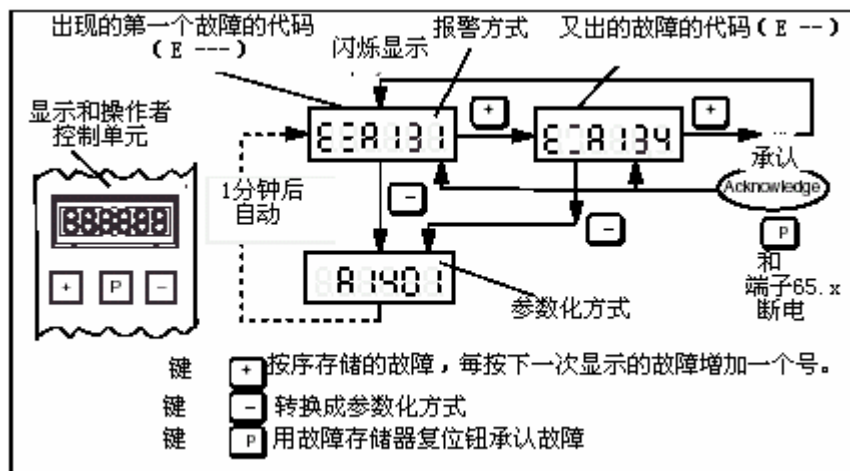 出现的第一个故障的代码
( E --- )
闪烁显示
报警方式
又出的故障的代码( E -- )
显示和操作者
控制单元
+
+
E_A131
E_A134
...
承认
Acknowledge
1分钟后
自动
-
-
P
和
端子65.x
断电
A1401
参数化方式
+ P -
键 + 按序存储的故障，每按下一次显示的故障增加一个号。
键 - 转换成参数化方式
键 P 用故障存储器复位钮承认故障